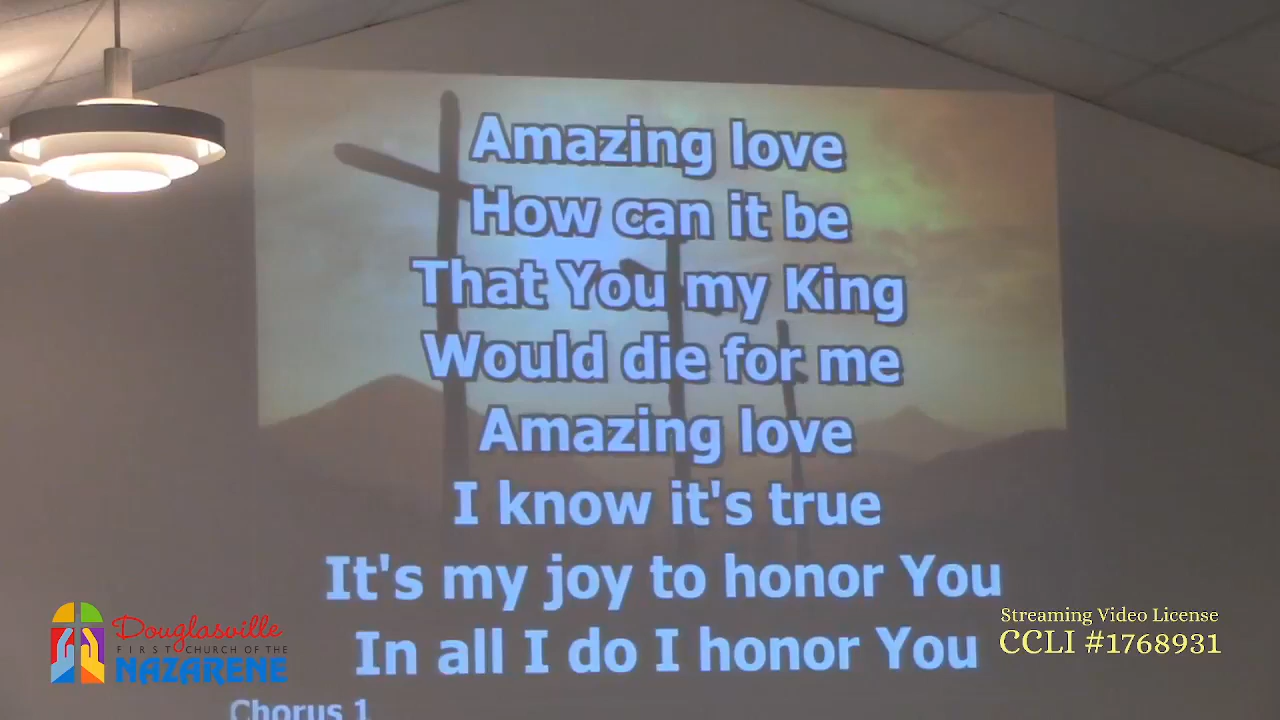 Amazing love
How can it be
That You my King
Would die for me
Amazing love
I know it's true
It's my joy to honor You
In all I do I honor You
Chorus 1
Douglasville
FIRST CHURCH OF THE
NAZARENE
Streaming Video License
CCLI #1768931